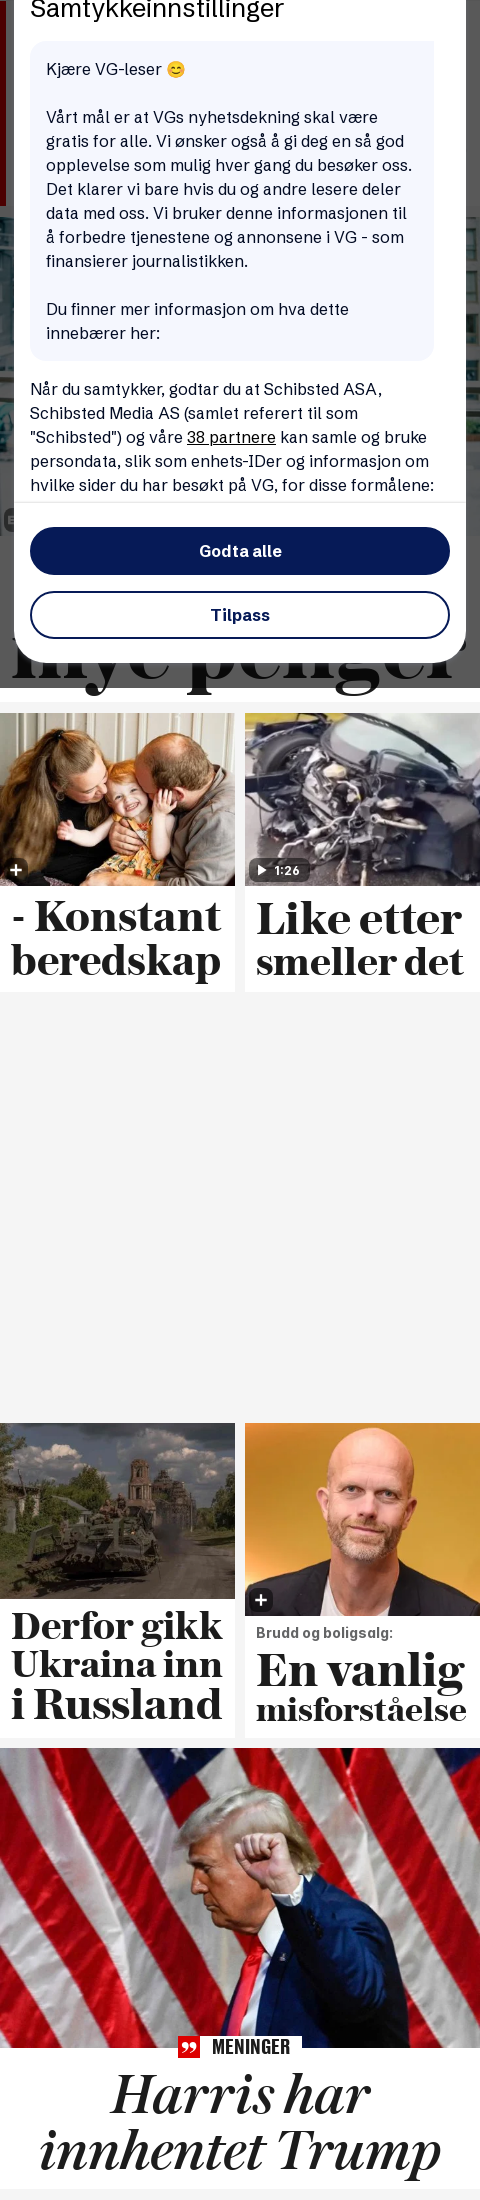 Samtykkeinnstillinger
Kjære VG-leser 😊
Vårt mål er at VGs nyhetsdekning skal være
gratis for alle. Vi ønsker også å gi deg en så god
opplevelse som mulig hver gang du besøker oss.
Det klarer vi bare hvis du og andre lesere deler
data med oss. Vi bruker denne informasjonen til
å forbedre tjenestene og annonsene i VG - som
finansierer journalistikken.
Du finner mer informasjon om hva dette
innebærer her:
Når du samtykker, godtar du at Schibsted ASA,
Schibsted Media AS (samlet referert til som
"Schibsted") og våre 38 partnere kan samle og bruke
persondata, slik som enhets-IDer og informasjon om
hvilke sider du har besøkt på VG, for disse formålene:
Godta alle
Tilpass
mye penger
1:26
- Konstant
beredskap
Like etter
smeller det
Derfor gikk
Ukraina inn
i Russland
Brudd og boligsalg:
En vanlig
misforståelse
MENINGER
Harris har
innhentet Trump